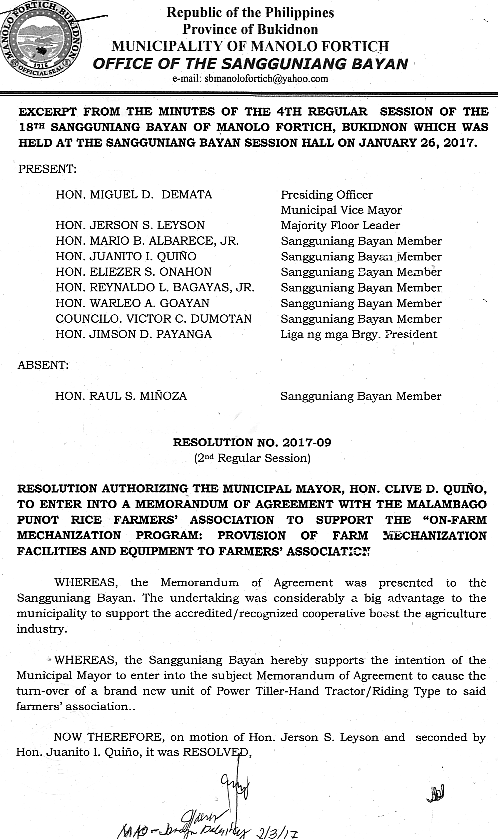 Republic of the Philippines
Province of Bukidnon
MUNICIPALITY OF MANOLO FORTICH
OFFICE OF THE SANGGUNIANG BAYAN
e-mail: sbmanolofortich@yahoo.com
MANOLO FORTICH, BUKIDNON
OFFICIAL SEAL
EXCERPT FROM THE MINUTES OF THE 4TH REGULAR SESSION OF THE
18TH SANGGUNIANG BAYAN OF MANOLO FORTICH, BUKIDNON WHICH WAS
HELD AT THE SANGGUNIANG BAYAN SESSION HALL ON JANUARY 26, 2017.
PRESENT:
HON. MIGUEL D. DEMATA Presiding Officer
Municipal Vice Mayor
HON. JERSON S. LEYSON Majority Floor Leader
HON. MARIO B. ALBARECE, JR. Sangguniang Bayan Member
HON. JUANITO I. QUIÑO Sangguniang Bayan Member
HON. ELIEZER S. ONAHON Sangguniang Bayan Member
HON. REYNALDO L. BAGAYAS, JR. Sangguniang Bayan Member
HON. WARLEO A. GOAYAN Sangguniang Bayan Member
COUNCILO. VICTOR C. DUMOTAN Sangguniang Bayan Member
HON. JIMSON D. PAYANGA Liga ng mga Brgy. President
ABSENT:
HON. RAUL S. MIÑOZA Sangguniang Bayan Member
RESOLUTION NO. 2017-09
(2nd Regular Session)
RESOLUTION AUTHORIZING THE MUNICIPAL MAYOR, HON. CLIVE D. QUIÑO,
TO ENTER INTO A MEMORANDUM OF AGREEMENT WITH THE MALAMBAGO
PUNOT RICE FARMERS' ASSOCIATION TO SUPPORT THE "ON-FARM
MECHANIZATION PROGRAM: PROVISION OF FARM MECHANIZATION
FACILITIES AND EQUIPMENT TO FARMERS' ASSOCIATION"
WHEREAS, the Memorandum of Agreement was presented to the
Sangguniang Bayan. The undertaking was considerably a big advantage to the
municipality to support the accredited/recognized cooperative boost the agriculture
industry.
WHEREAS, the Sangguniang Bayan hereby supports the intention of the
Municipal Mayor to enter into the subject Memorandum of Agreement to cause the
turn-over of a brand new unit of Power Tiller-Hand Tractor/Riding Type to said
farmers' association..
NOW THEREFORE, on motion of Hon. Jerson S. Leyson and seconded by
Hon. Juanito I. Quiño, it was RESOLVED,
MAO - 2/3/17